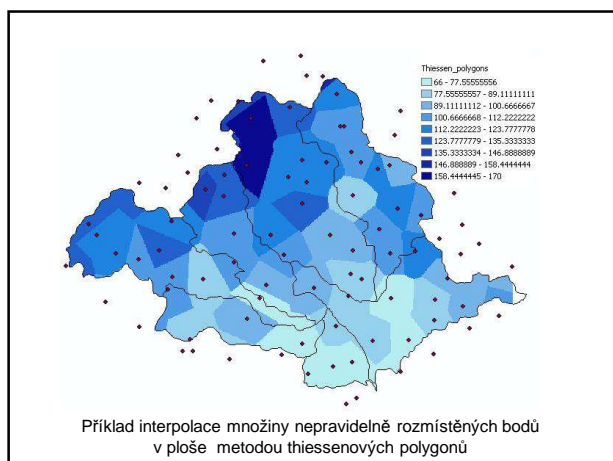 Thiessen_polygons
66 - 77.55555556
77.55555557 - 89.11111111
89.11111112 - 100.6666667
100.6666668 - 112.2222222
112.2222223 - 123.7777778
123.7777779 - 135.3333333
135.3333334 - 146.8888889
146.888889 - 158.4444444
158.4444445 - 170
Příklad interpolace množiny nepravidelně rozmístěných bodů
v ploše metodou thiessenových polygonů